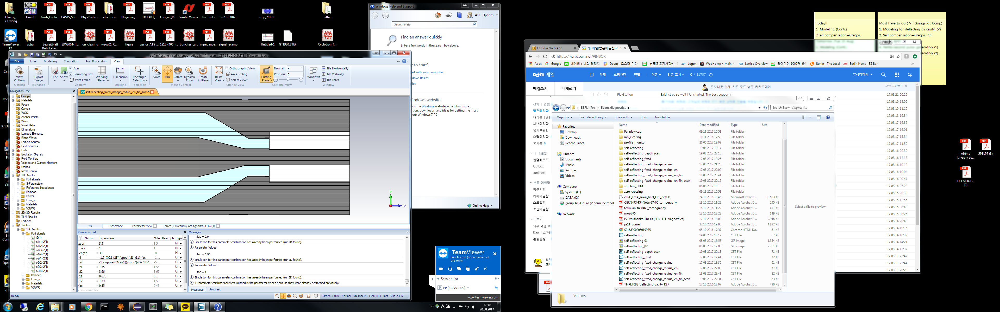 Hwang, Ji-Gwang
Tina-TI
Nash_Lectu...
CAS15_Sho...
PhysRevLe...
electrode
Nagaoka_...
TUCLA03_...
Longair_Ra...
Vimba Viewer
Lecture1a
1-s2.0-S016...
strip_20170...
atto
TeamViewer 12
astra
Begleitblatt Publikatio...
BIW2004-fl...
ion_clearing
weoa01_C...
figure
gasior_ATS_...
1210.4406_i...
buncher_ca...
impedance...
signal_examp
Untitled-1
GT1920.STEP
Cyclotron_f...
Windows Help and Support
Ask Options
Search Help
Find an answer quickly
Enter a few words in the search box above.
e to start?
ed with your computer
ndows Basics
ics
indows website
out the Windows website, which has more
ation, downloads, and ideas for getting the most
your Windows 7 PC.
Online Help
self-reflecting_fixed_change_radius_len_fin_scan - CST STUDIO SUITE - [Research Lice
File Home Modeling Simulation Post Processing View
View Options
Export Image
Hide
Show
Axes
Bounding Box
Wire Frame
Working Plane
Dimension
Rectangle Selection
Zoom
Pan
Rotate
Dynamic Zoom
Rotate in Plane
Reset View
Orthographic View
Axes Scaling
Select View
Cutting Plane
Normal: X
Position: 0
Windows
Tile Horizontally
Tile Vertically
Tile Three
Options Exchange Visibility Drawing Selection Mouse Control Change View Sectional View Window
Navigation Tree
self-reflecting_fixed_change_radius_len_fin_scan*
Groups
Materials
Faces
Curves
WCS
Anchor Points
Wires
Voxel Data
Dimensions
Lumped Elements
Plane Wave
Farfield Source
Field Sources
Ports
Excitation Signals
Field Monitors
Voltage and Current Monitors
Probes
Mesh Control
1D Results
Port signals
S-Parameters
Reference Impedance
Balance
Power
Energy
Materials
VSWR
2D/3D Results
TLM Results
Farfields
Tables
1D Results
Port signals
i2(1)
o1(1),2(1)
o1(2),2(1)
o1(3),2(1)
o1(4),2(1)
o2(1),2(1)
o2(2),2(1)
o2(3),2(1)
o2(4),2(1)
Balance
Energy
Materials
VSWR
y
z
3D Schematic Parameter View Tables\1D Results\Port signals\o2(1),2(1)
Parameter List
Name Expression Valu Descripti Typ
zpos = 3.5 3.5
thick = 1 1
length = 30 30
hi = -1.7-((r22-r21))/zpos*(r21-r11)*fac -1....
hi2 = -1.7-zpos-((r22-r21))/zpos*(r22-r12)*... -5....
r21 = 1.55 1.55
r22 = 3.66 3.66
r11 = 0.675 0....
r12 = 1.59 1.59
fac = 0.45 0.45
<new variable>
Messages
fac = 0.9
Simulation for this parameter combination has already been performed (run ID found).
Parameter Values:
fac = 0.95
Simulation for this parameter combination has already been performed (run ID found).
Parameter Values:
fac = 1
Simulation for this parameter combination has already been performed (run ID found).
11 parameter combinations were skipped in the parameter sweep because they were already performed previously.
Messages Progress
Ready
Raster=1.000 Normal Meshcells=3,290,464 mm GHz ns K
TeamViewer
Free license (non-commercial use only)
Session list
HP (419 271 572)
www.teamviewer.com
KO A 漢
17:50
20.08.2017
Today!!
1. Modeling (Conti.)
2. elf compensation--Gregor.
Must have to do ( V : Going/ X : Comp)
1. Modeling for deflecting by cavity. (V)
2. Self compensation--Gregor. (V)
eration (1)
eration (2)
Outlook Web App
새 메일(받은메일함)이 도
https://mail.daum.net/#INBOX
Apps Google 네이버 :: 나의 경쟁력 Daum - 모으다 잇다 Logon WebHome < Main < Lattice Overview 영어단어 1000개 Berlin - The Local Berlin News - BZ Ber
Daum 메일
삭제 스팸차단 전달 이동 읽음 표시 0 / 11707
열심히하자
메일쓰기 내게쓰기
톡보내듯 쉽게! 카톡 무료 송금, 카카오페이
오늘 그만보기
PlayStation Bald ist es so weit | Uncharted: The Lost Legacy
17.08.21 00:22
17.08.19 13:02
17.08.19 11:10
17.08.18 16:34
17.08.17 16:36
17.08.17 16:01
17.08.17 15:34
17.08.17 11:59
17.08.16 20:39
17.08.16 14:13
17.08.16 10:12
17.08.16 10:04
17.08.16 09:47
17.08.16 07:28
17.08.15 20:32
17.08.15 12:55
17.08.15 08:43
17.08.15 08:25
17.08.14 20:43
17.08.14 19:16
17.08.14 18:32
17.08.14 14:21
17.08.14 13:37
17.08.11 23:47
17.08.11 23:44
17.08.11 20:26
전체
받은메일함
내게쓴메일함
보낸메일함
임시보관함
스팸메일함
휴지통 8
내 메일함
실험레포트
Outbox
Junkbox
분류 메일함
청구서함
카페메일함
스크랩함
보관메일함
더보기
외부 메일
Daum 스마
환경설정
BERLinPro Beam_diagnostics
Search Beam_diagnostics
Organize Include in library Share with Burn New folder
Favorites
Desktop
Downloads
Recent Places
Libraries
Documents
Music
Pictures
Videos
Computer
System (C:)
DATA (D:)
group-bERLinPro (\\home.helmhol
Network
Name Date modified Type Size
Faraday-cup 09.11.2016 15:51 File folder
ion_clearing 10.11.2016 17:50 File folder
profile_monitor 26.05.2017 19:09 File folder
self-reflecting 19.08.2017 10:17 File folder
self-reflecting_depth_scan 19.08.2017 22:15 File folder
self-reflecting_fixed 17.08.2017 13:25 File folder
self-reflecting_fixed_change_radius 17.08.2017 21:20 File folder
self-reflecting_fixed_change_radius_len 17.08.2017 22:00 File folder
self-reflecting_fixed_change_radius_len_fin 18.08.2017 23:41 File folder
self-reflecting_fixed_change_radius_len_fin_scan 19.08.2017 22:17 File folder
stripline_BPM 06.06.2017 10:10 File folder
zero_crossing 09.11.2016 15:51 File folder
cERL_1mA_sakai_final_ERL_details 24.10.2016 10:46 Microsoft PowerP... 13.533 KB
CERN-PS-RF-Note-97-06_tomography 18.10.2016 11:22 Adobe Acrobat D... 295 KB
fermilab-fn-0469_tomography 18.10.2016 11:22 Adobe Acrobat D... 411 KB
mopb75 13.10.2016 18:23 Adobe Acrobat D... 149 KB
P. Evtushenko Thesis (ELBE FEL diagnostics) 17.10.2016 18:03 Adobe Acrobat D... 9.948 KB
ps11_cornell 27.10.2016 19:00 Adobe Acrobat D... 4.872 KB
S0168900205019935 05.10.2016 17:37 Chrome HTML Do... 61 KB
self-reflecting 19.08.2017 10:17 CST File 57 KB
self-reflecting_01 08.08.2017 16:58 GIF image 1.354 KB
self-reflecting_02 08.08.2017 17:05 GIF image 2.761 KB
self-reflecting_depth_scan 19.08.2017 22:13 CST File 71 KB
self-reflecting_fixed 17.08.2017 12:41 CST File 72 KB
self-reflecting_fixed_change_radius 17.08.2017 13:35 CST File 61 KB
self-reflecting_fixed_change_radius_len 17.08.2017 22:00 CST File 77 KB
self-reflecting_fixed_change_radius_len_fin 18.08.2017 23:41 CST File 82 KB
self-reflecting_fixed_change_radius_len_fin_scan 19.08.2017 22:31 CST File 83 KB
THPLT083_deflecting_cavity_KEK 17.10.2016 18:07 Adobe Acrobat D... 490 KB
Select a file to preview.
34 items
Airbnb itinerary co...
5P3LP7 (3)
HELMHOL... (2)